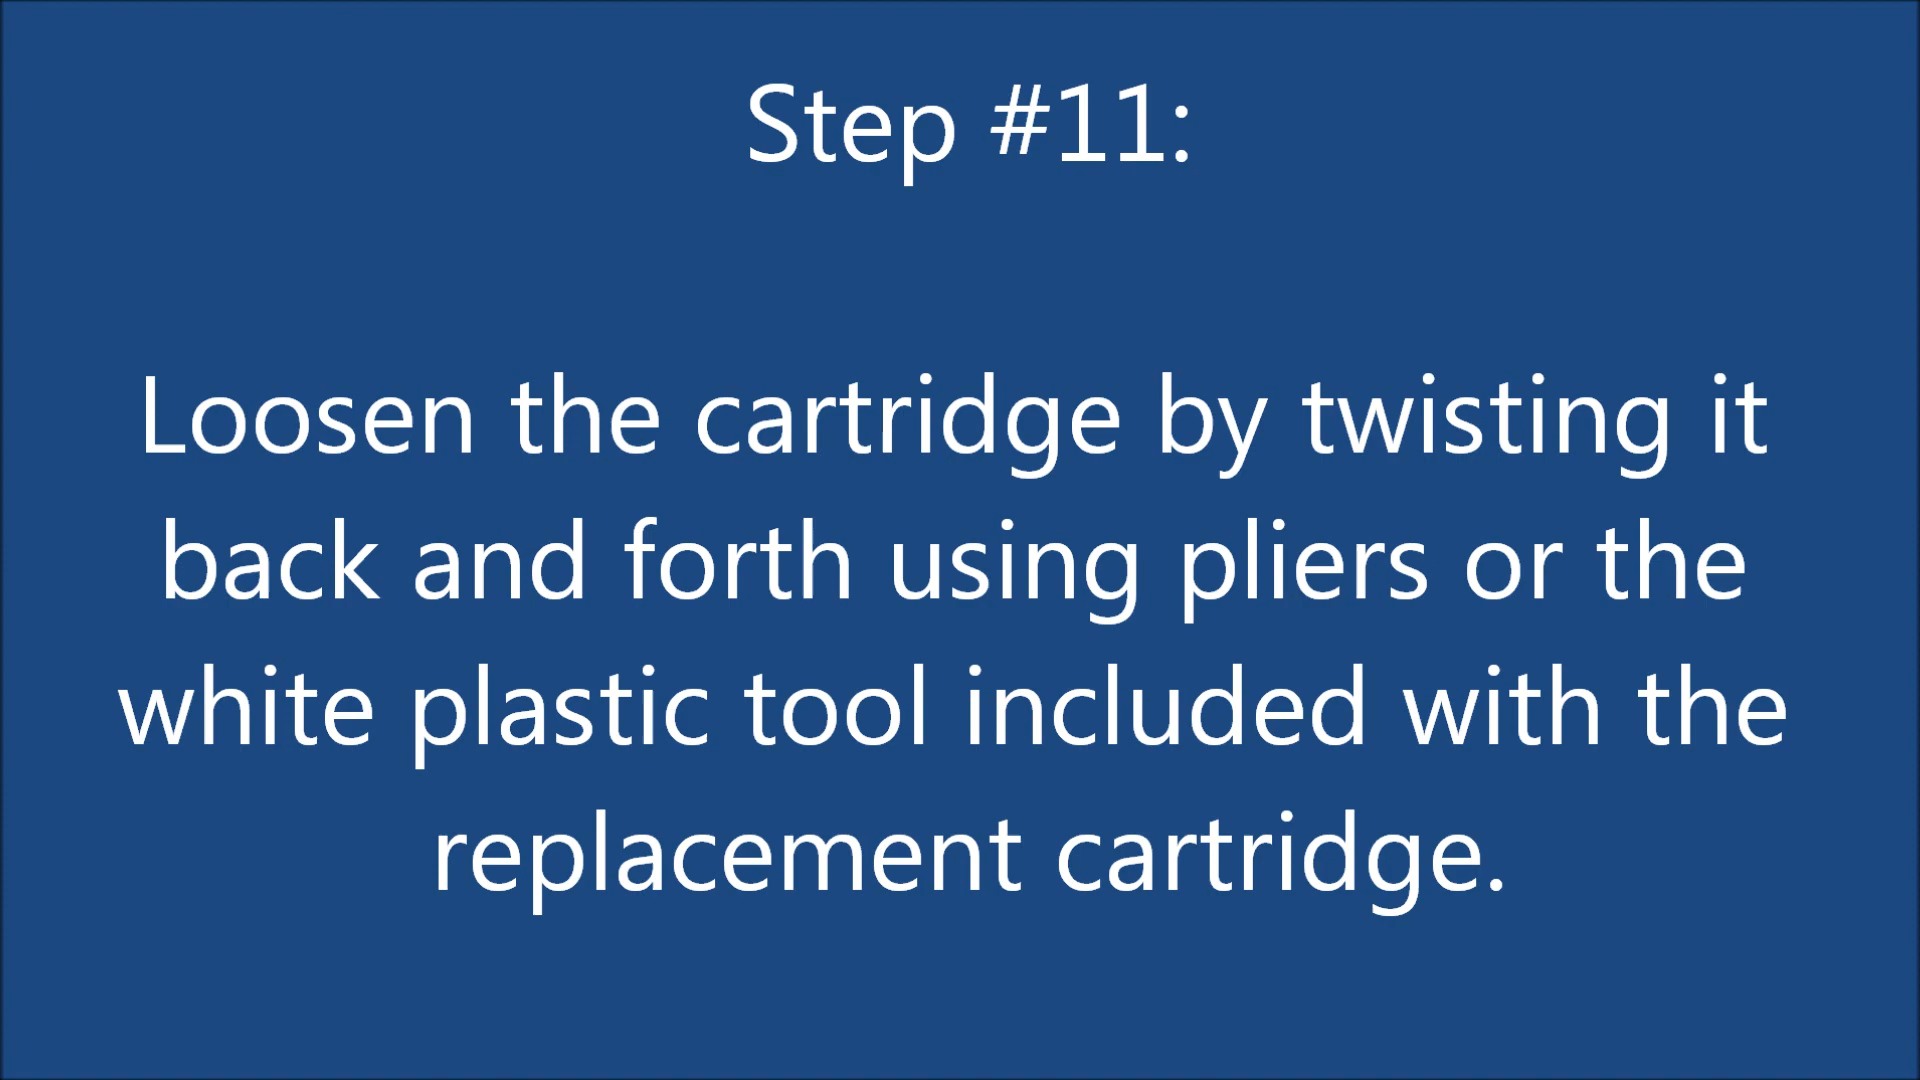 Step #11:
Loosen the cartridge by twisting it
back and forth using pliers or the
white plastic tool included with the
replacement cartridge.